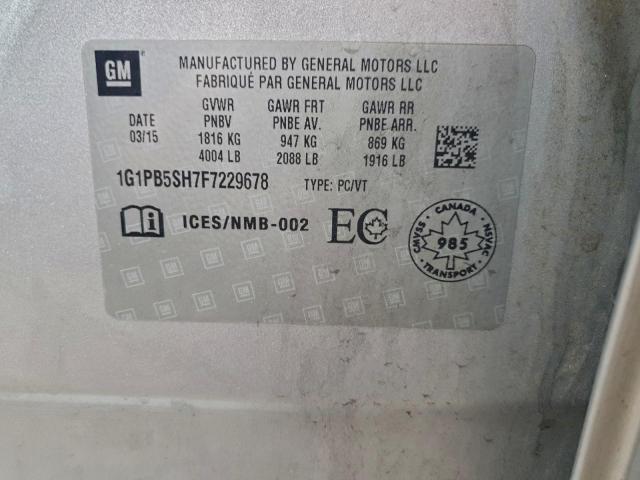 GM
MANUFACTURED BY GENERAL MOTORS LLC
FABRIQUÉ PAR GENERAL MOTORS LLC
GVWR GAWR FRT GAWR RR
DATE PNBV PNBE AV. PNBE ARR.
03/15 1816 KG 947 KG 869 KG
4004 LB 2088 LB 1916 LB
1G1PB5SH7F7229678 TYPE: PC/VT
ICES/NMB-002 EC
CANADA
CMVSS 985 NSVAC
TRANSPORT